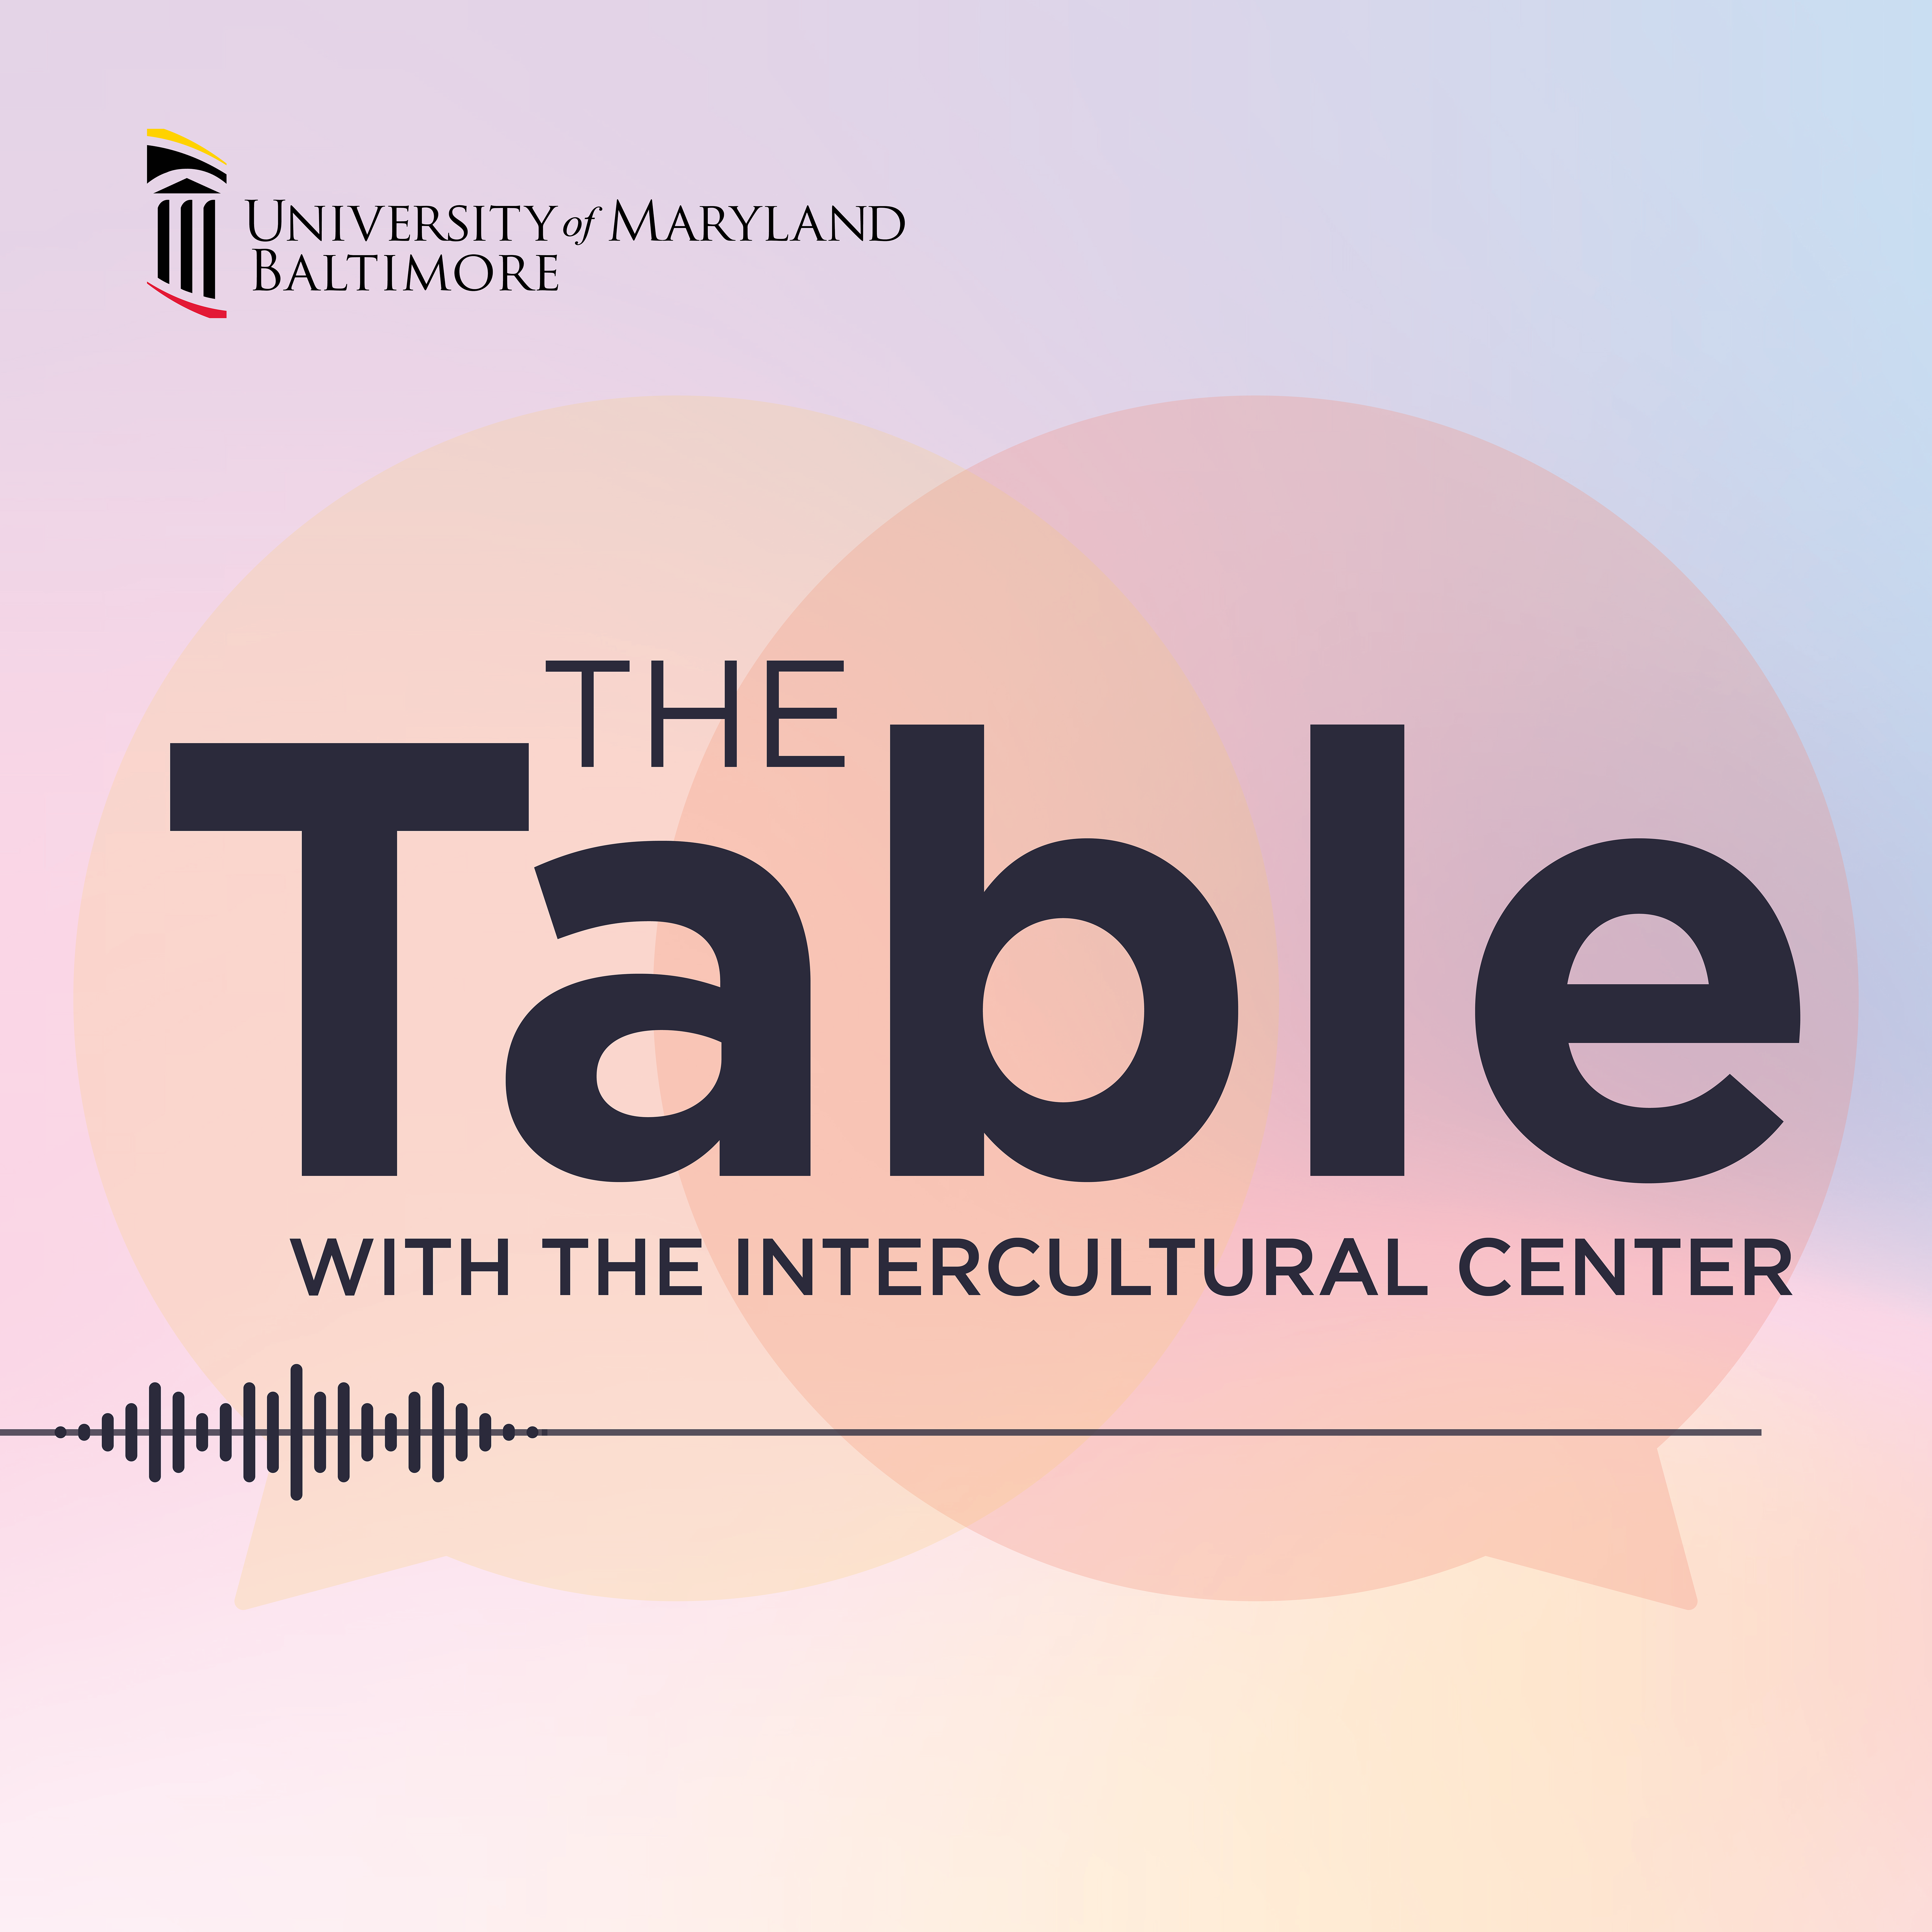 UNIVERSITY of MARYLAND
BALTIMORE
THE
Table
WITH THE INTERCULTURAL CENTER